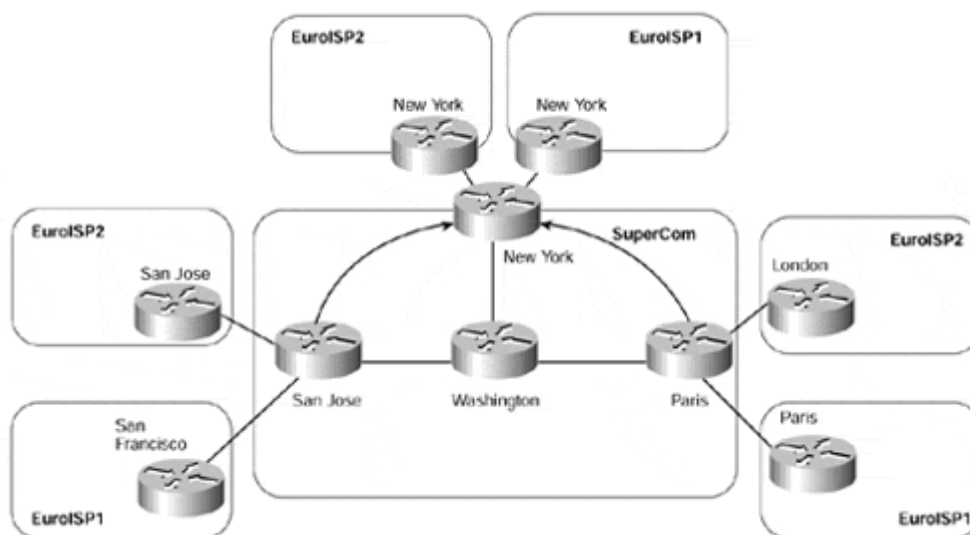 EuroISP2
EuroISP1
New York
New York
EuroISP2
SuperCom
EuroISP2
New York
San Jose
London
San Jose
Washington
Paris
San
Francisco
Paris
EuroISP1
EuroISP1